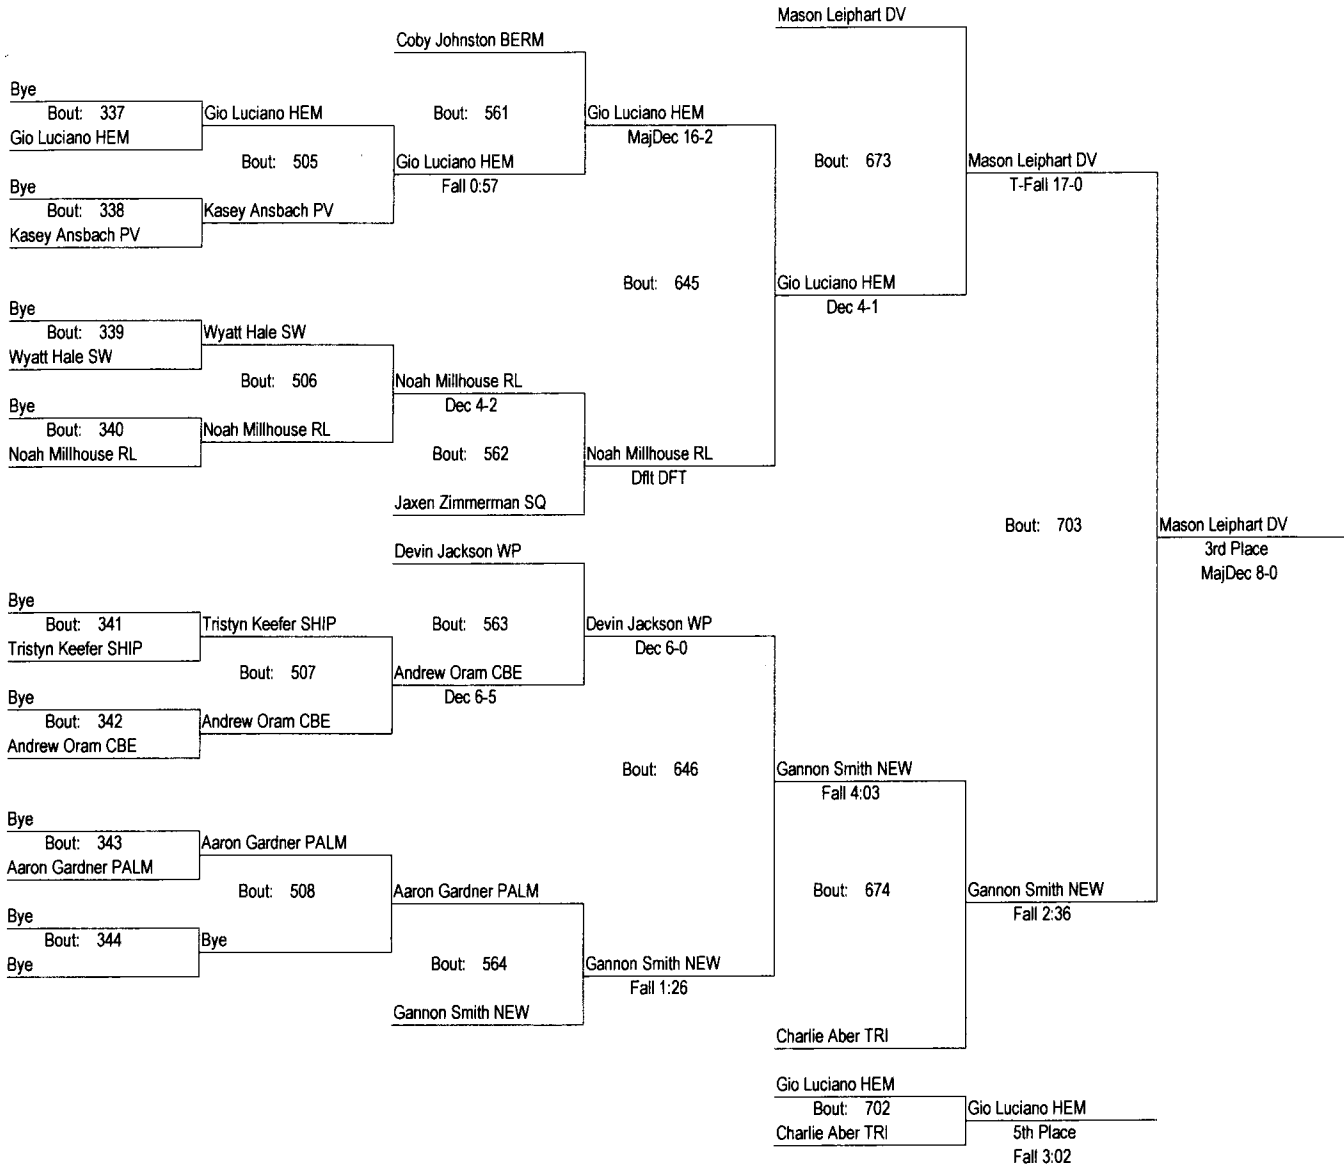 Mason Leiphart DV
Coby Johnston BERM
Bye
Bout: 337
Gio Luciano HEM
Gio Luciano HEM
Bout: 561
Gio Luciano HEM
MajDec 16-2
Bout: 505
Gio Luciano HEM
Fall 0:57
Bout: 673
Mason Leiphart DV
T-Fall 17-0
Bye
Bout: 338
Kasey Ansbach PV
Kasey Ansbach PV
Bout: 645
Gio Luciano HEM
Dec 4-1
Bye
Bout: 339
Wyatt Hale SW
Wyatt Hale SW
Bout: 506
Noah Millhouse RL
Dec 4-2
Bye
Bout: 340
Noah Millhouse RL
Noah Millhouse RL
Bout: 562
Noah Millhouse RL
Dflt DFT
Jaxen Zimmerman SQ
Bout: 703
Mason Leiphart DV
3rd Place
MajDec 8-0
Devin Jackson WP
Bye
Bout: 341
Tristyn Keefer SHIP
Tristyn Keefer SHIP
Bout: 563
Devin Jackson WP
Dec 6-0
Bout: 507
Andrew Oram CBE
Dec 6-5
Bye
Bout: 342
Andrew Oram CBE
Andrew Oram CBE
Bout: 646
Gannon Smith NEW
Fall 4:03
Bye
Bout: 343
Aaron Gardner PALM
Aaron Gardner PALM
Bout: 508
Aaron Gardner PALM
Bout: 674
Gannon Smith NEW
Fall 2:36
Bye
Bout: 344
Bye
Bye
Bout: 564
Gannon Smith NEW
Fall 1:26
Gannon Smith NEW
Charlie Aber TRI
Gio Luciano HEM
Bout: 702
Charlie Aber TRI
Gio Luciano HEM
5th Place
Fall 3:02